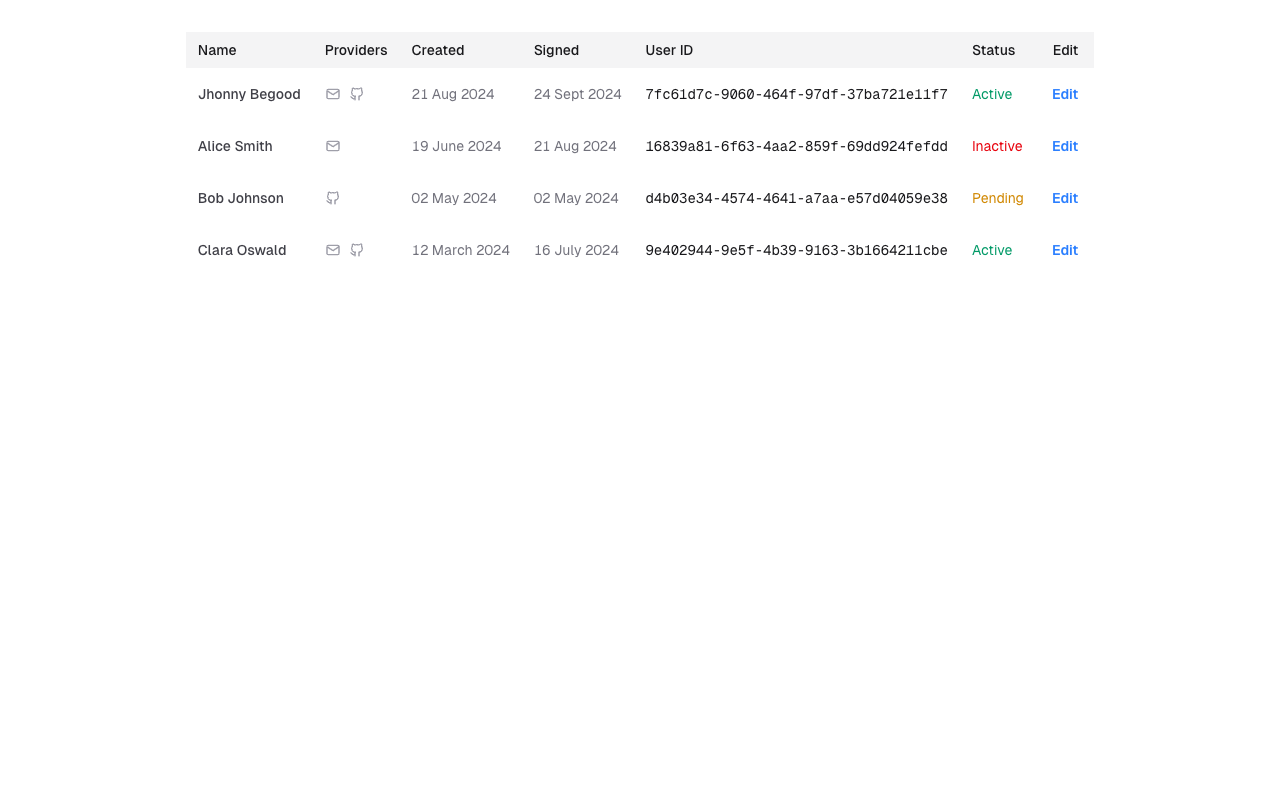 Name Providers Created Signed User ID Status Edit
Jhonny Begood 21 Aug 2024 24 Sept 2024 7fc61d7c-9060-464f-97df-37ba721e11f7 Active Edit
Alice Smith 19 June 2024 21 Aug 2024 16839a81-6f63-4aa2-859f-69dd924fefdd Inactive Edit
Bob Johnson 02 May 2024 02 May 2024 d4b03e34-4574-4641-a7aa-e57d04059e38 Pending Edit
Clara Oswald 12 March 2024 16 July 2024 9e402944-9e5f-4b39-9163-3b1664211cbe Active Edit